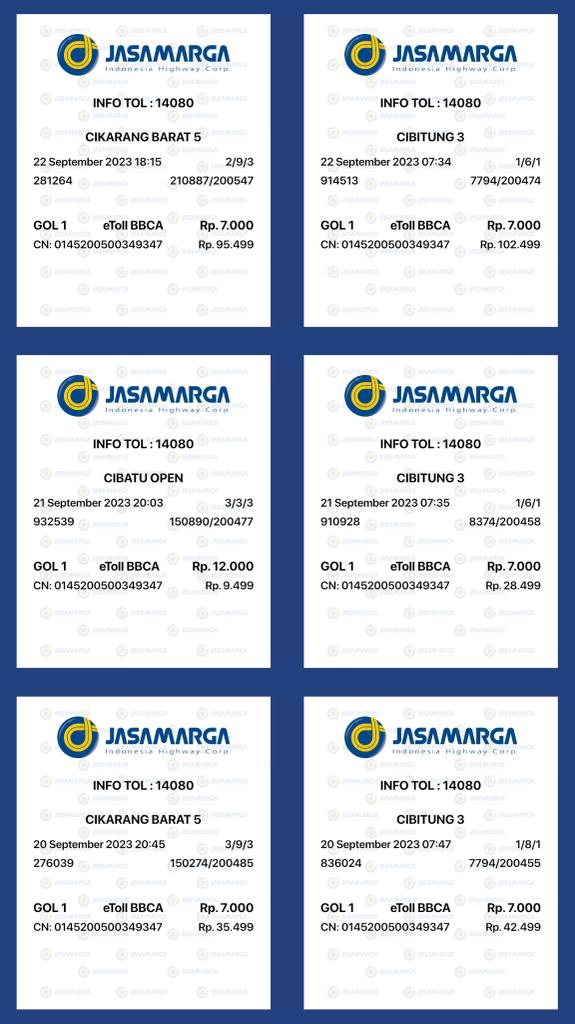 JASAMARGA
Indonesia Highway Corp.
INFO TOL : 14080
CIKARANG BARAT 5
22 September 2023 18:15 2/9/3
281264 210887/200547
GOL 1 eToll BBCA Rp. 7.000
CN: 0145200500349347 Rp. 95.499
JASAMARGA
Indonesia Highway Corp.
INFO TOL : 14080
CIBITUNG 3
22 September 2023 07:34 1/6/1
914513 7794/200474
GOL 1 eToll BBCA Rp. 7.000
CN: 0145200500349347 Rp. 102.499
JASAMARGA
Indonesia Highway Corp.
INFO TOL : 14080
CIBATU OPEN
21 September 2023 20:03 3/3/3
932539 150890/200477
GOL 1 eToll BBCA Rp. 12.000
CN: 0145200500349347 Rp. 9.499
JASAMARGA
Indonesia Highway Corp.
INFO TOL : 14080
CIBITUNG 3
21 September 2023 07:35 1/6/1
910928 8374/200458
GOL 1 eToll BBCA Rp. 7.000
CN: 0145200500349347 Rp. 28.499
JASAMARGA
Indonesia Highway Corp.
INFO TOL : 14080
CIKARANG BARAT 5
20 September 2023 20:45 3/9/3
276039 150274/200485
GOL 1 eToll BBCA Rp. 7.000
CN: 0145200500349347 Rp. 35.499
JASAMARGA
Indonesia Highway Corp.
INFO TOL : 14080
CIBITUNG 3
20 September 2023 07:47 1/8/1
836024 7794/200455
GOL 1 eToll BBCA Rp. 7.000
CN: 0145200500349347 Rp. 42.499